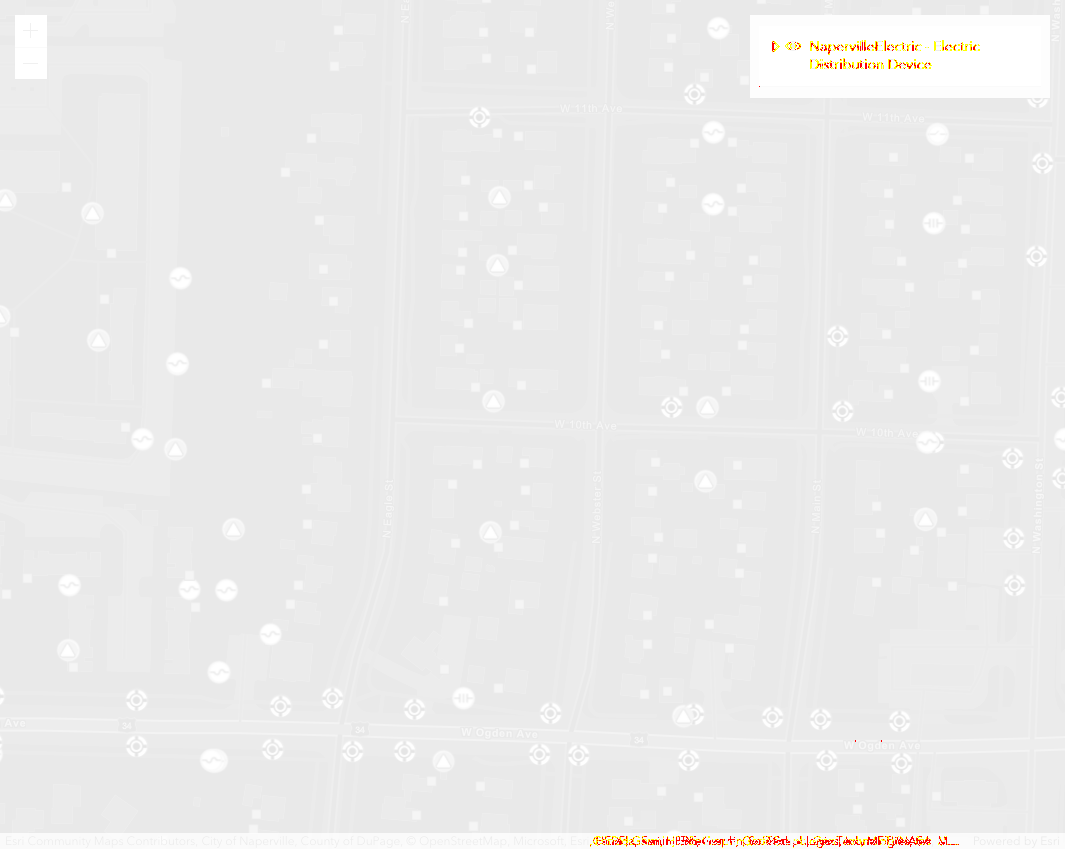 NapervilleElectric - Electric
Distribution Device
W 11th Ave
W 11th Ave
W 10th Ave
W 10th Ave
N Eagle St
N Webster St
N Main St
N Washington St
Ave
34
34
W Ogden Ave
34
W Ogden Ave
Esri Community Maps Contributors, City of Naperville, County of DuPage, © OpenStreetMap, Microsoft,
Powered by Esri